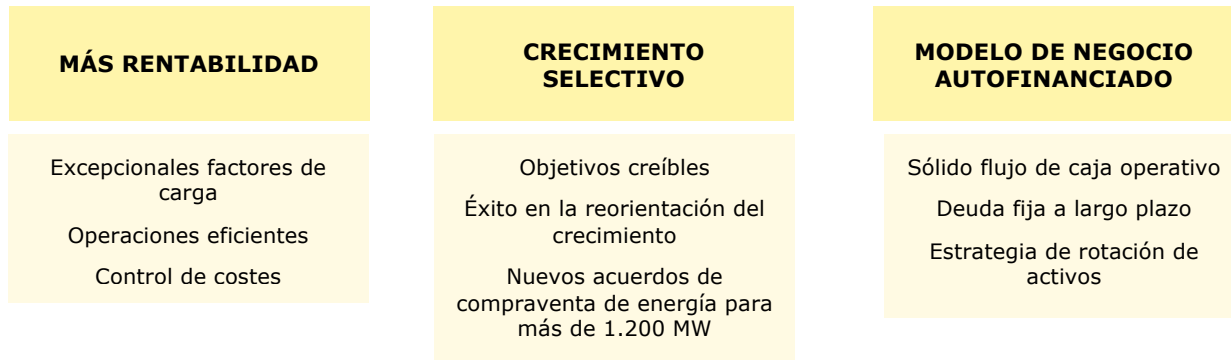 MÁS RENTABILIDAD
Excepcionales factores de
carga
Operaciones eficientes
Control de costes
CRECIMIENTO
SELECTIVO
Objetivos creíbles
Éxito en la reorientación del
crecimiento
Nuevos acuerdos de
compraventa de energía para
más de 1.200 MW
MODELO DE NEGOCIO
AUTOFINANCIADO
Sólido flujo de caja operativo
Deuda fija a largo plazo
Estrategia de rotación de
activos